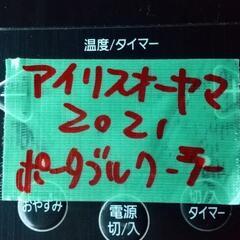 温度/タイマー
アイリスオーヤマ
2021
ポータブルクーラー
おやすみ
電源
切/入
切/入
タイマー